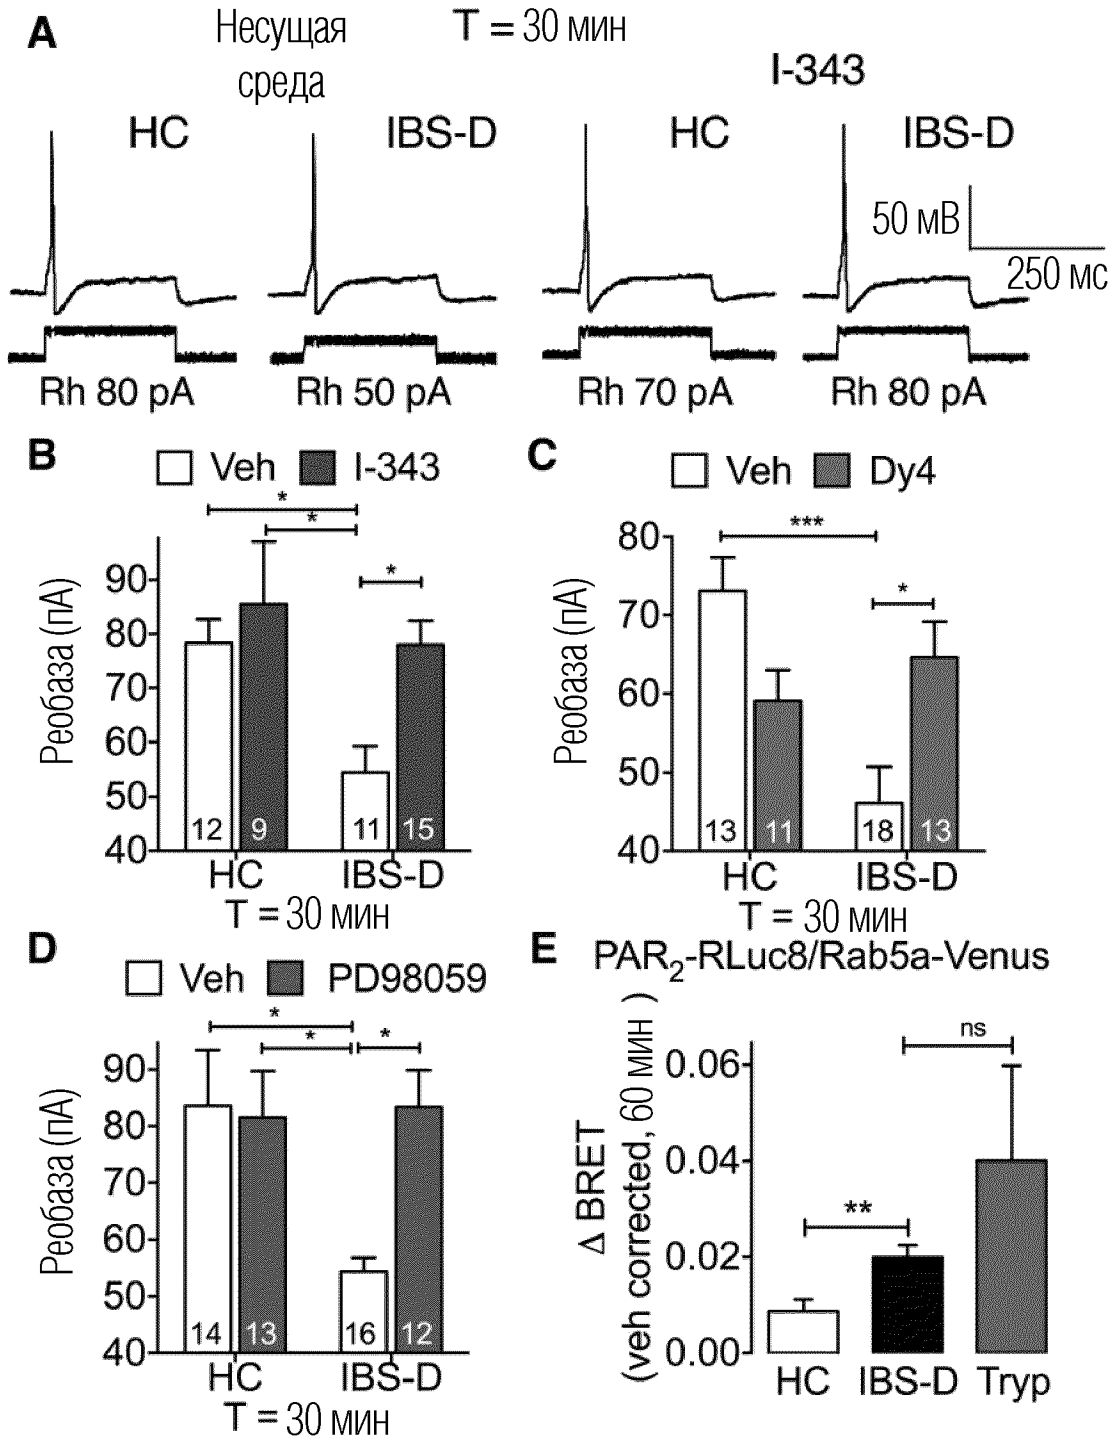 A
Несущая
среда
T = 30 мин
I-343
HC
IBS-D
HC
IBS-D
50 мВ
250 мс
Rh 80 pA
Rh 50 pA
Rh 70 pA
Rh 80 pA
B
Veh
I-343
*
*
*
Реобаза (пА)
90
80
70
60
50
40
12
9
11
15
HC
IBS-D
T = 30 мин
C
Veh
Dy4
***
*
Реобаза (пА)
80
70
60
50
40
13
11
18
13
HC
IBS-D
T = 30 мин
D
Veh
PD98059
*
*
*
Реобаза (пА)
90
80
70
60
50
40
14
13
16
12
HC
IBS-D
T = 30 мин
E
PAR2-RLuc8/Rab5a-Venus
ns
**
Δ BRET
(veh corrected, 60 мин )
0.06
0.04
0.02
0.00
HC
IBS-D
Tryp